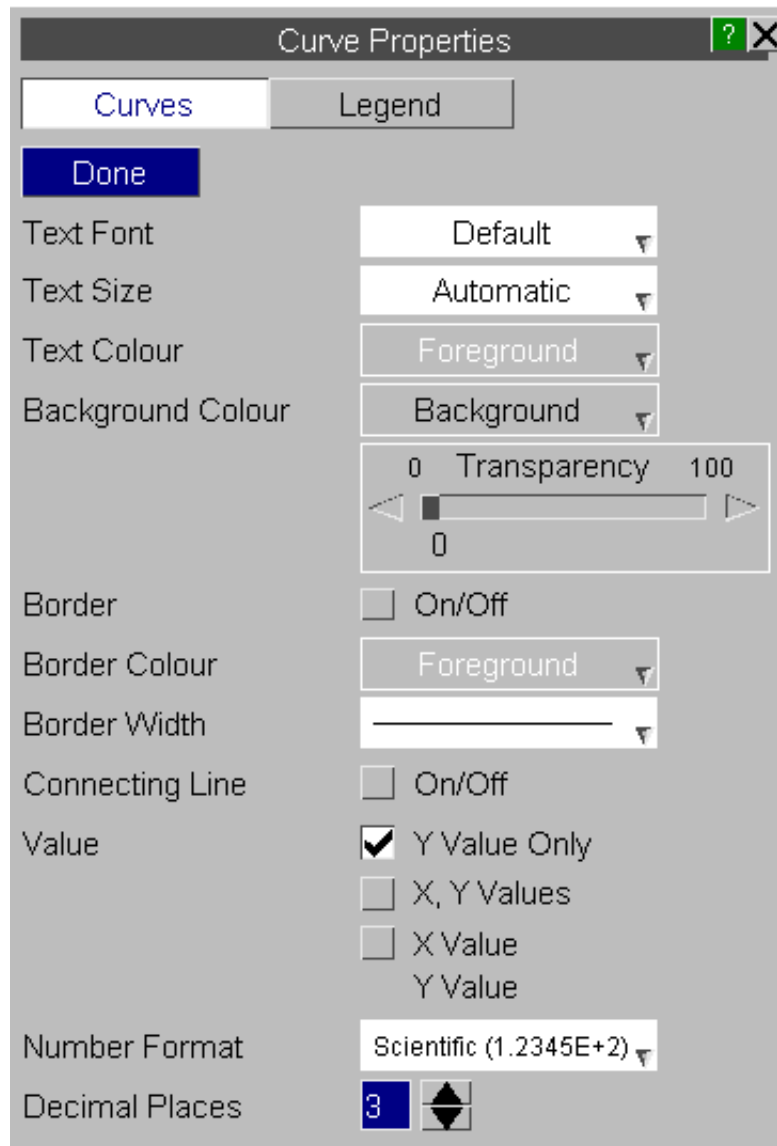 Curve Properties ?
Curves Legend
Done
Text Font Default
Text Size Automatic
Text Colour Foreground
Background Colour Background
0 Transparency 100
0
Border On/Off
Border Colour Foreground
Border Width
Connecting Line On/Off
Value Y Value Only
X, Y Values
X Value
Y Value
Number Format Scientific (1.2345E+2)
Decimal Places 3